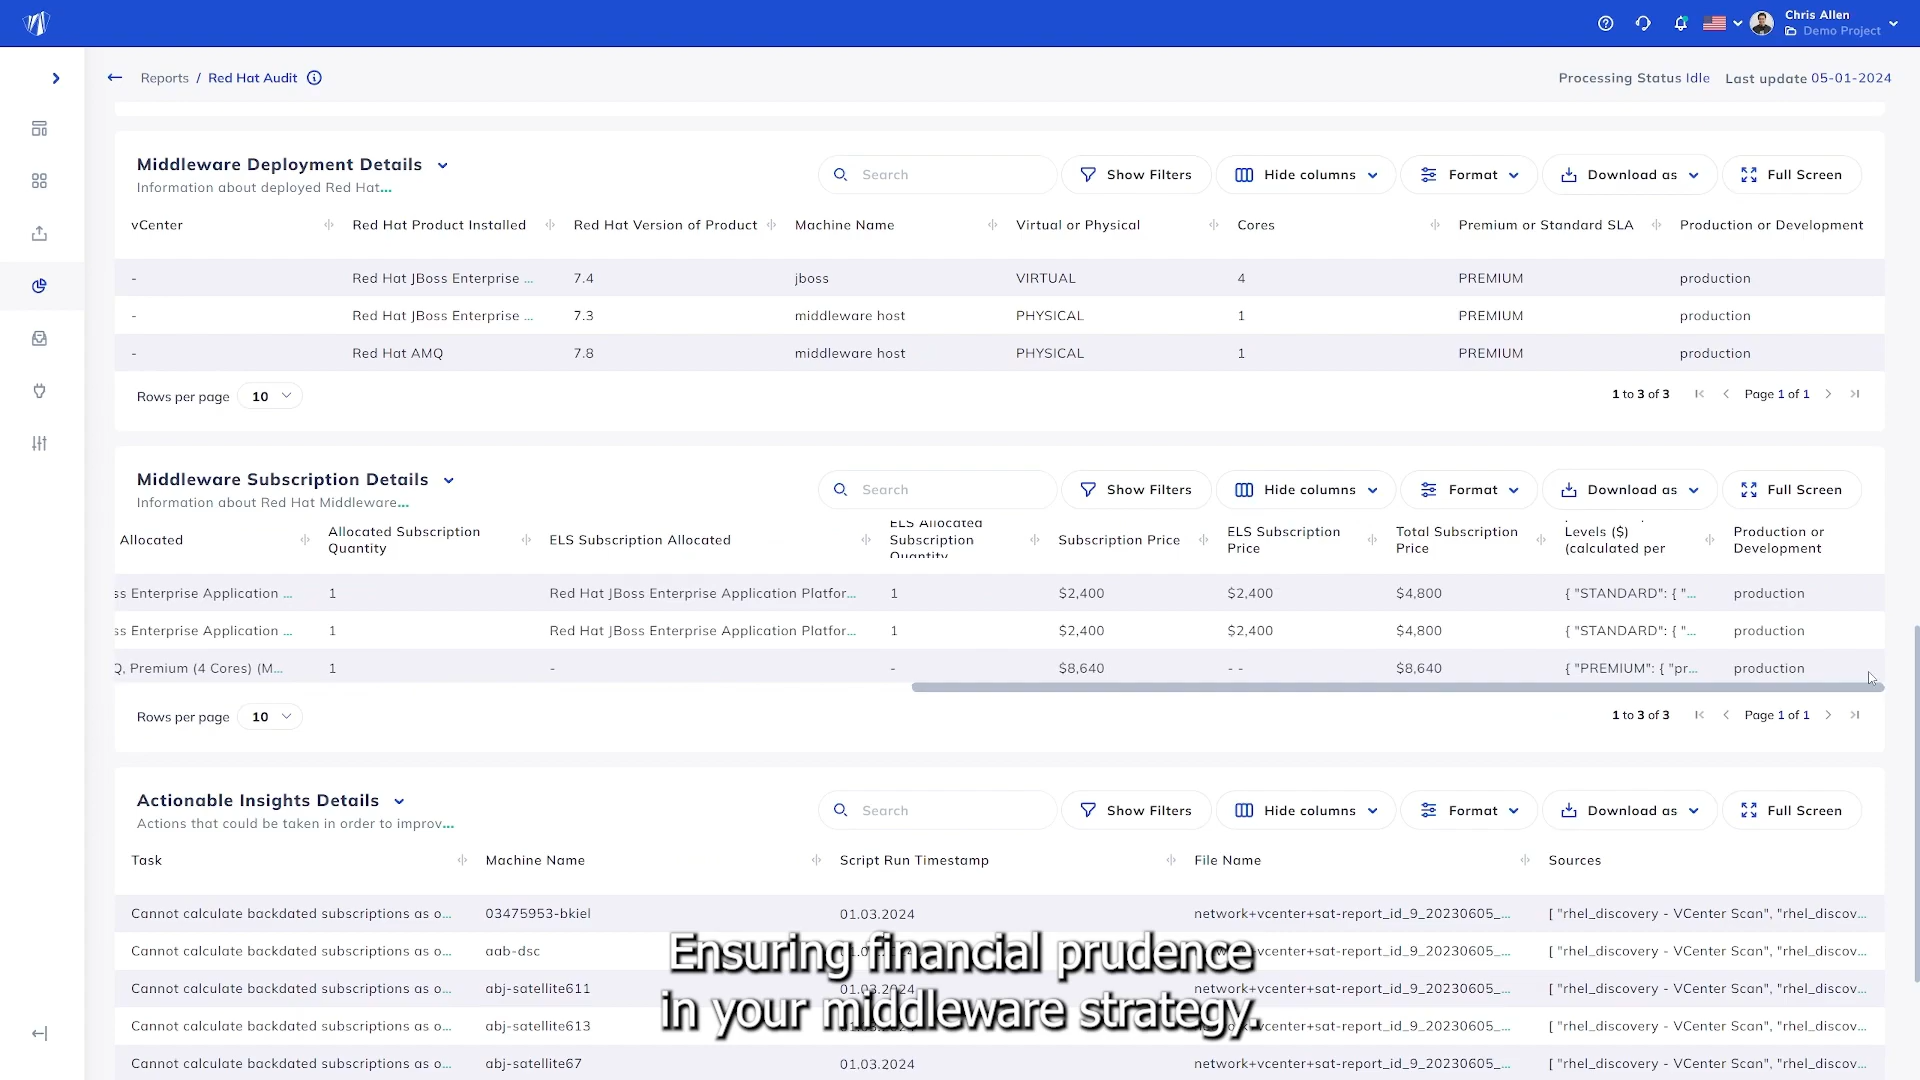 Chris Allen
Demo Project
Reports / Red Hat Audit
Processing Status Idle Last update 05-01-2024
Middleware Deployment Details
Information about deployed Red Hat...
Search Show Filters Hide columns Format Download as Full Screen
vCenter Red Hat Product Installed Red Hat Version of Product Machine Name Virtual or Physical Cores Premium or Standard SLA Production or Development
- Red Hat JBoss Enterprise ... 7.4 jboss VIRTUAL 4 PREMIUM production
- Red Hat JBoss Enterprise ... 7.3 middleware host PHYSICAL 1 PREMIUM production
- Red Hat AMQ 7.8 middleware host PHYSICAL 1 PREMIUM production
Rows per page 10 1 to 3 of 3 Page 1 of 1
Middleware Subscription Details
Information about Red Hat Middleware...
Search Show Filters Hide columns Format Download as Full Screen
Allocated Allocated Subscription Quantity ELS Subscription Allocated ELS Allocated Subscription Quantity Subscription Price ELS Subscription Price Total Subscription Price Levels ($) (calculated per Production or Development
ss Enterprise Application ... 1 Red Hat JBoss Enterprise Application Platfor... 1 $2,400 $2,400 $4,800 { "STANDARD": { "... production
ss Enterprise Application ... 1 Red Hat JBoss Enterprise Application Platfor... 1 $2,400 $2,400 $4,800 { "STANDARD": { "... production
Q, Premium (4 Cores) (M... 1 - - $8,640 - - $8,640 { "PREMIUM": { "pr... production
Rows per page 10 1 to 3 of 3 Page 1 of 1
Actionable Insights Details
Actions that could be taken in order to improv...
Search Show Filters Hide columns Format Download as Full Screen
Task Machine Name Script Run Timestamp File Name Sources
Cannot calculate backdated subscriptions as o... 03475953-bkiel 01.03.2024 network+vcenter+sat-report_id_9_20230605_... [ "rhel_discovery - VCenter Scan", "rhel_discov...
Cannot calculate backdated subscriptions as o... aab-dsc network+vcenter+sat-report_id_9_20230605_... [ "rhel_discovery - VCenter Scan", "rhel_discov...
Cannot calculate backdated subscriptions as o... abj-satellite611 01.03.2024 network+vcenter+sat-report_id_9_20230605_... [ "rhel_discovery - VCenter Scan", "rhel_discov...
Cannot calculate backdated subscriptions as o... abj-satellite613 network+vcenter+sat-report_id_9_20230605_... [ "rhel_discovery - VCenter Scan", "rhel_discov...
Cannot calculate backdated subscriptions as o... abj-satellite67 01.03.2024 network+vcenter+sat-report_id_9_20230605_... [ "rhel_discovery - VCenter Scan", "rhel_discov...
Ensuring financial prudence
in your middleware strategy.